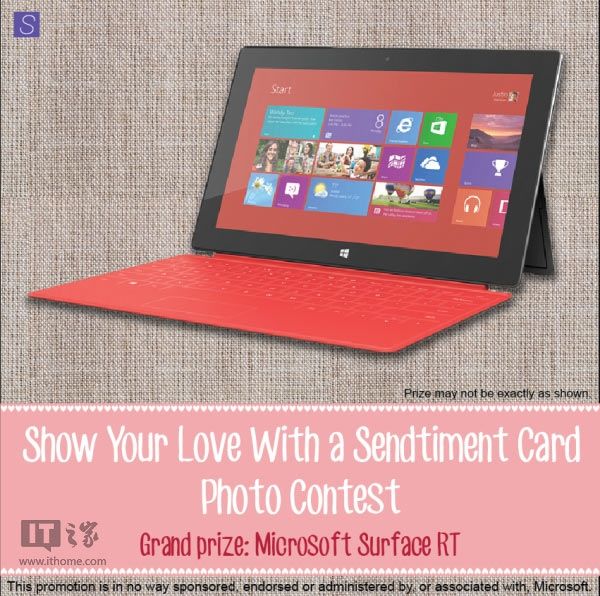 S
Start
Justin
8
Prize may not be exactly as shown.
Show Your Love With a Sendtiment Card
Photo Contest
Grand prize: Microsoft Surface RT
IT之家
www.ithome.com
This promotion is in no way sponsored, endorsed or administered by, or associated with, Microsoft.